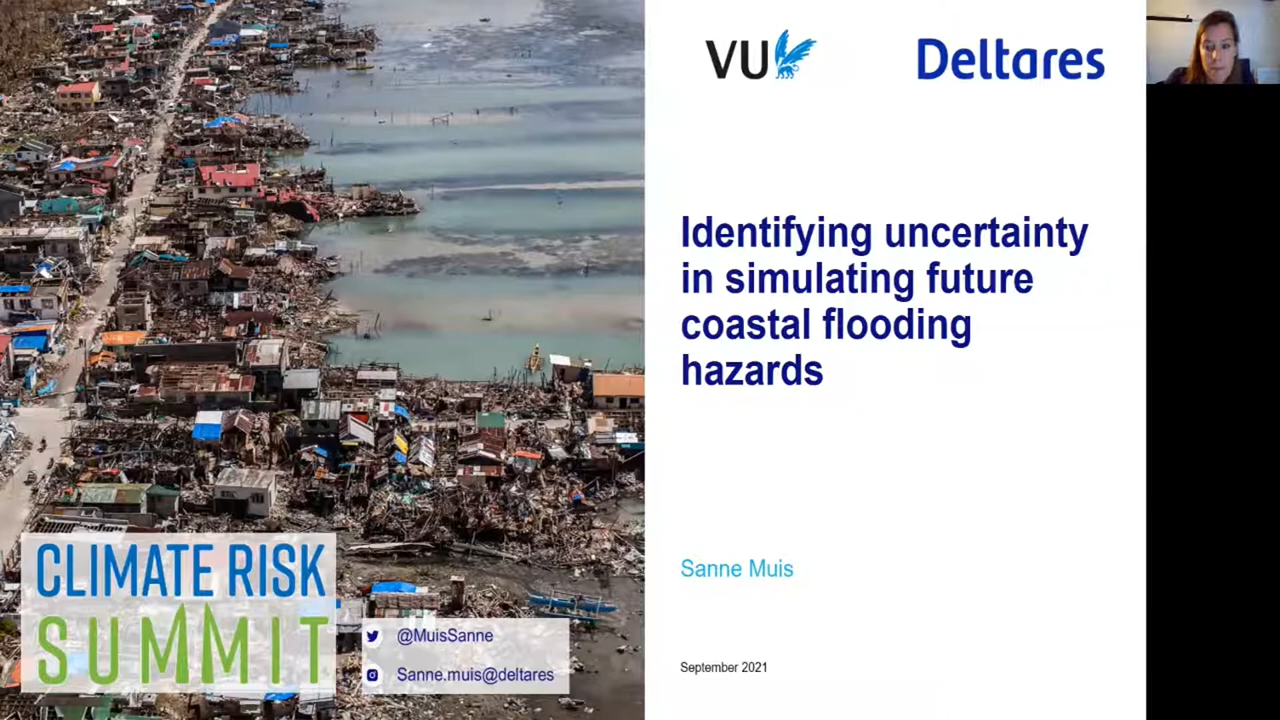 VU
Deltares
Identifying uncertainty
in simulating future
coastal flooding
hazards
Sanne Muis
September 2021
CLIMATE RISK
SUMMIT
@MuisSanne
Sanne.muis@deltares